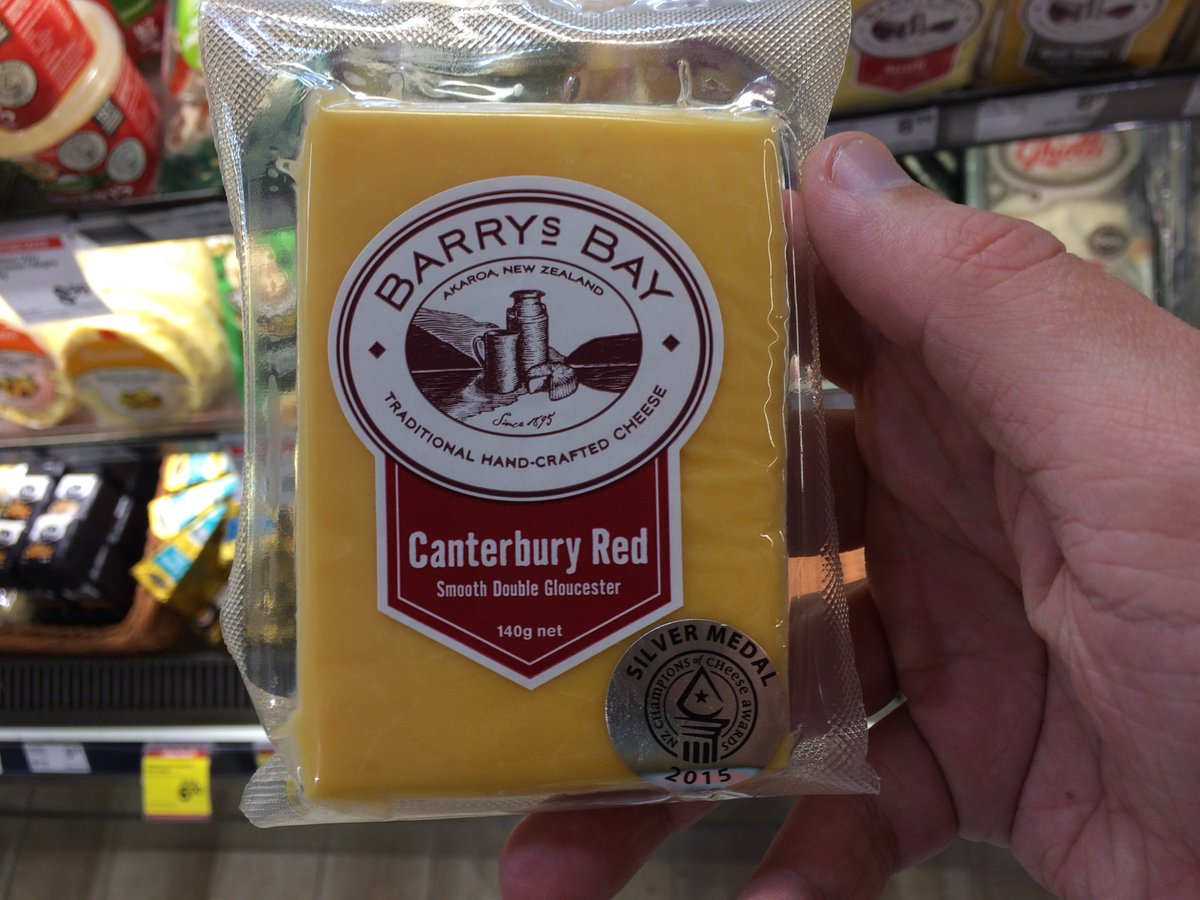 BARRYs BAY
AKAROA, NEW ZEALAND
Since 1895
TRADITIONAL HAND-CRAFTED CHEESE
Canterbury Red
Smooth Double Gloucester
140g net
SILVER MEDAL
NZ CHAMPIONS of CHeese awards
2015